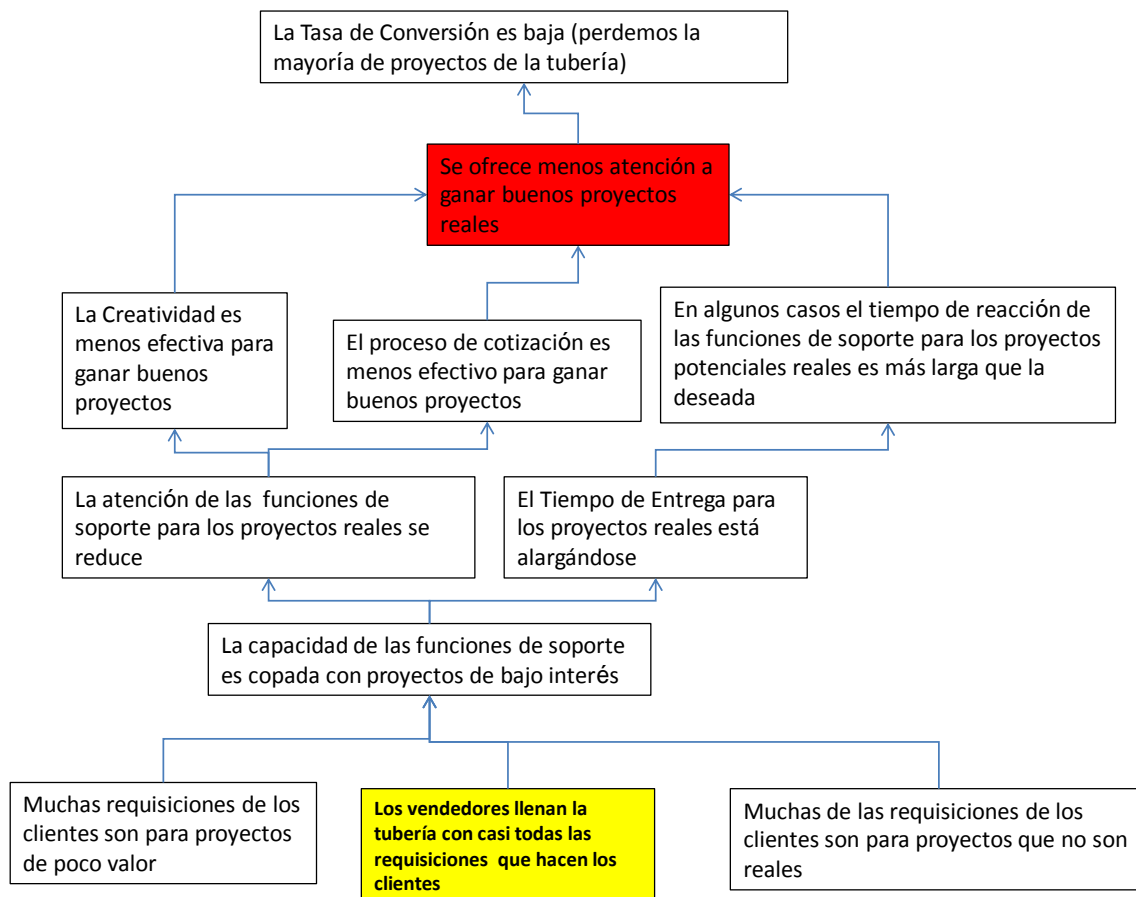 La Tasa de Conversión es baja (perdemos la
mayoría de proyectos de la tubería)
Se ofrece menos atención a
ganar buenos proyectos
reales
La Creatividad es
menos efectiva para
ganar buenos
proyectos
El proceso de cotización es
menos efectivo para ganar
buenos proyectos
En algunos casos el tiempo de reacción de
las funciones de soporte para los proyectos
potenciales reales es más larga que la
deseada
La atención de las funciones de
soporte para los proyectos reales se
reduce
El Tiempo de Entrega para
los proyectos reales está
alargándose
La capacidad de las funciones de soporte
es copada con proyectos de bajo interés
Muchas requisiciones de los
clientes son para proyectos
de poco valor
Los vendedores llenan la
tubería con casi todas las
requisiciones que hacen los
clientes
Muchas de las requisiciones de los
clientes son para proyectos que no son
reales